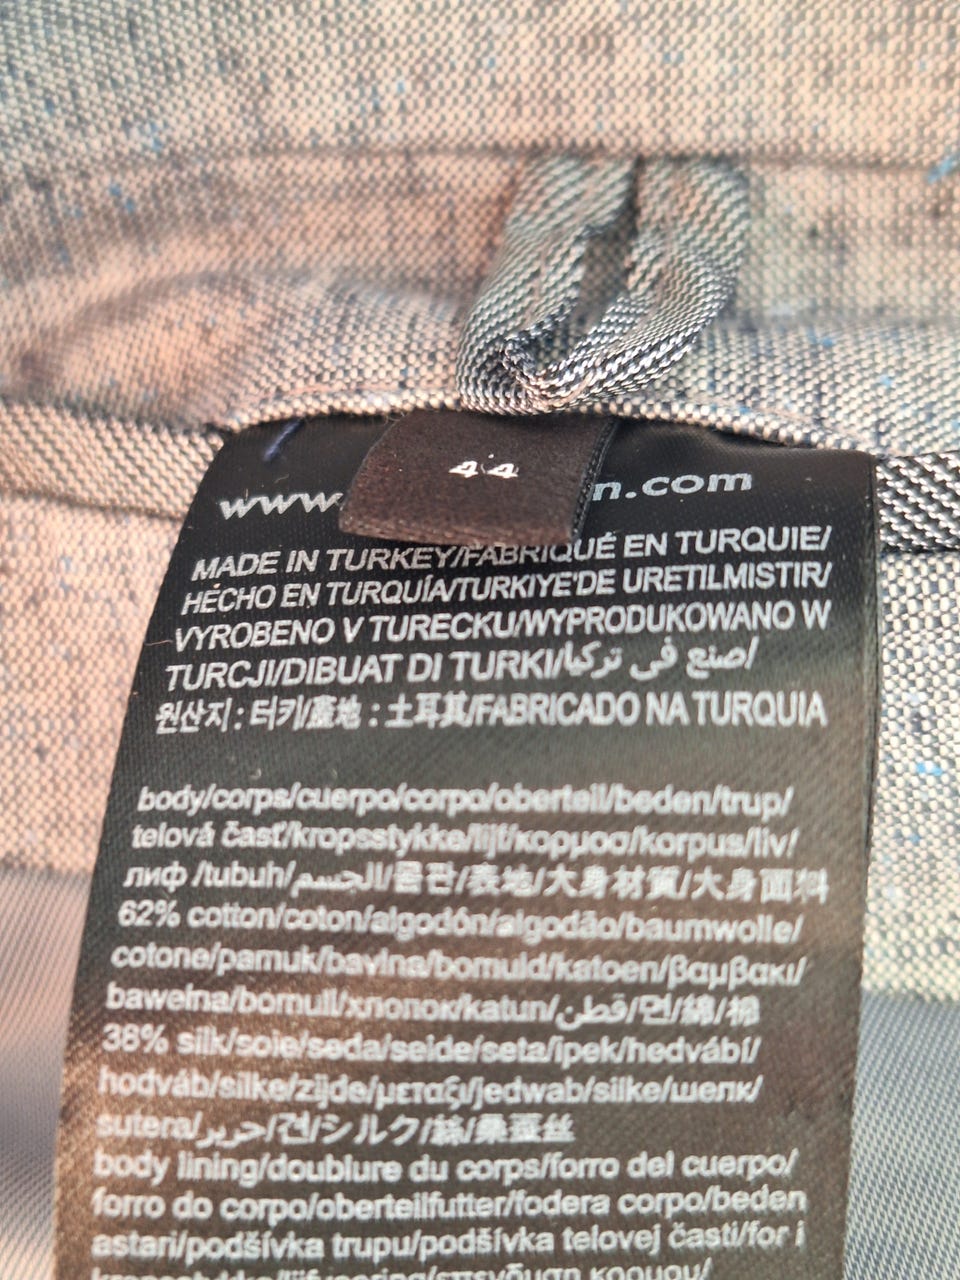 44
www. n.com
MADE IN TURKEY/FABRIQUÉ EN TURQUIE/
HECHO EN TURQUÍA/TURKIYE'DE URETILMISTIR/
VYROBENO V TURECKU/WYPRODUKOWANO W
TURCJI/DIBUAT DI TURKI/صنع في تركيا/
원산지 : 터키/產地 : 土耳其/FABRICADO NA TURQUIA
body/corps/cuerpo/corpo/oberteil/beden/trup/
telová časť/kropsstykke/lijf/κορμοσ/korpus/liv/
лиф /tubuh/الجسم/몸판/表地/大身材質/大身面料
62% cotton/coton/algodón/algodão/baumwolle/
cotone/pamuk/bavlna/bomuld/katoen/βαμβακι/
bawełna/bomull/хлопок/katun/قطن/면/綿/棉
38% silk/soie/seda/seide/seta/ipek/hedvábí/
hodváb/silke/zijde/μεταξι/jedwab/silke/шелк/
sutera/حرير/견/シルク/絲/桑蚕丝
body lining/doublure du corps/forro del cuerpo/
forro do corpo/oberteilfutter/fodera corpo/beden
astari/podšívka trupu/podšívka telovej časti/for i
kropsstykke/lijfvoering/επενδυση κορμου/